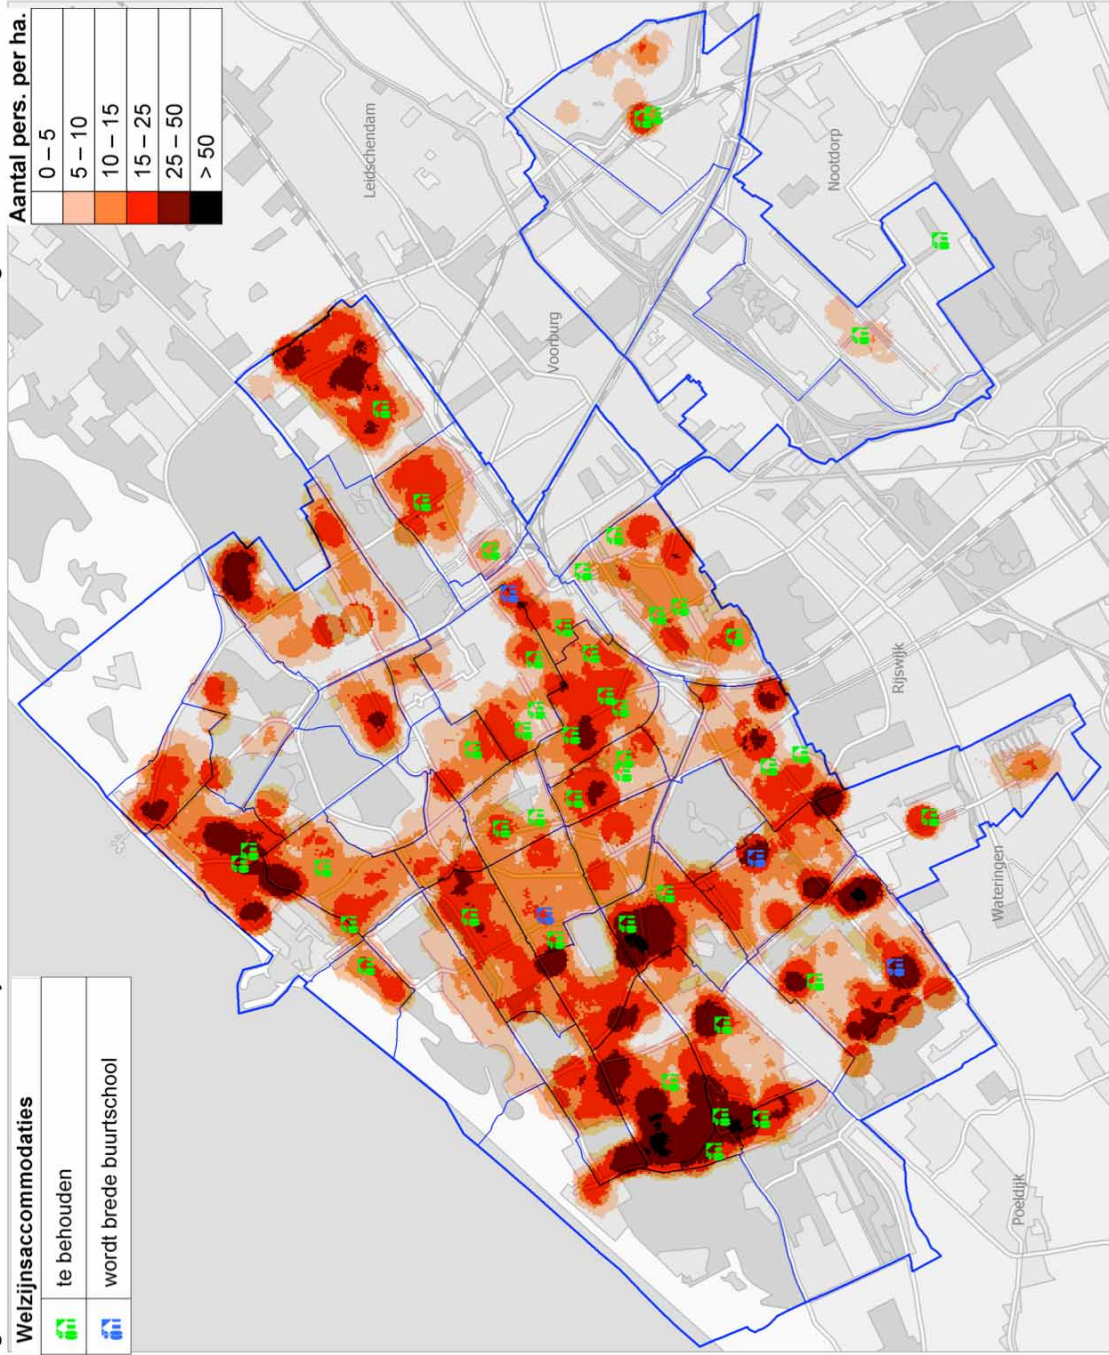 Welzijnsaccommodaties
te behouden
wordt brede buurtschool
Aantal pers. per ha.
0 – 5
5 – 10
10 – 15
15 – 25
25 – 50
> 50
Leidschendam
Nootdorp
Voorburg
Rijswijk
Wateringen
Poeldijk